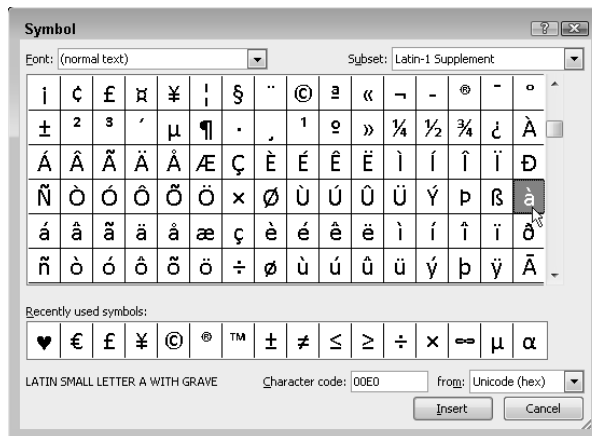 Symbol
Font: (normal text) Subset: Latin-1 Supplement
¡ ¢ £ ¤ ¥ ¦ § ¨ © ª « ¬ - ® ¯ °
± ² ³ ´ µ ¶ · ¸ ¹ º » ¼ ½ ¾ ¿ À
Á Â Ã Ä Å Æ Ç È É Ê Ë Ì Í Î Ï Ð
Ñ Ò Ó Ô Õ Ö × Ø Ù Ú Û Ü Ý Þ ß à
á â ã ä å æ ç è é ê ë ì í î ï ð
ñ ò ó ô õ ö ÷ ø ù ú û ü ý þ ÿ Ā
Recently used symbols:
♥ € £ ¥ © ® ™ ± ≠ ≤ ≥ ÷ × ∞ µ α
LATIN SMALL LETTER A WITH GRAVE Character code: 00E0 from: Unicode (hex)
Insert Cancel